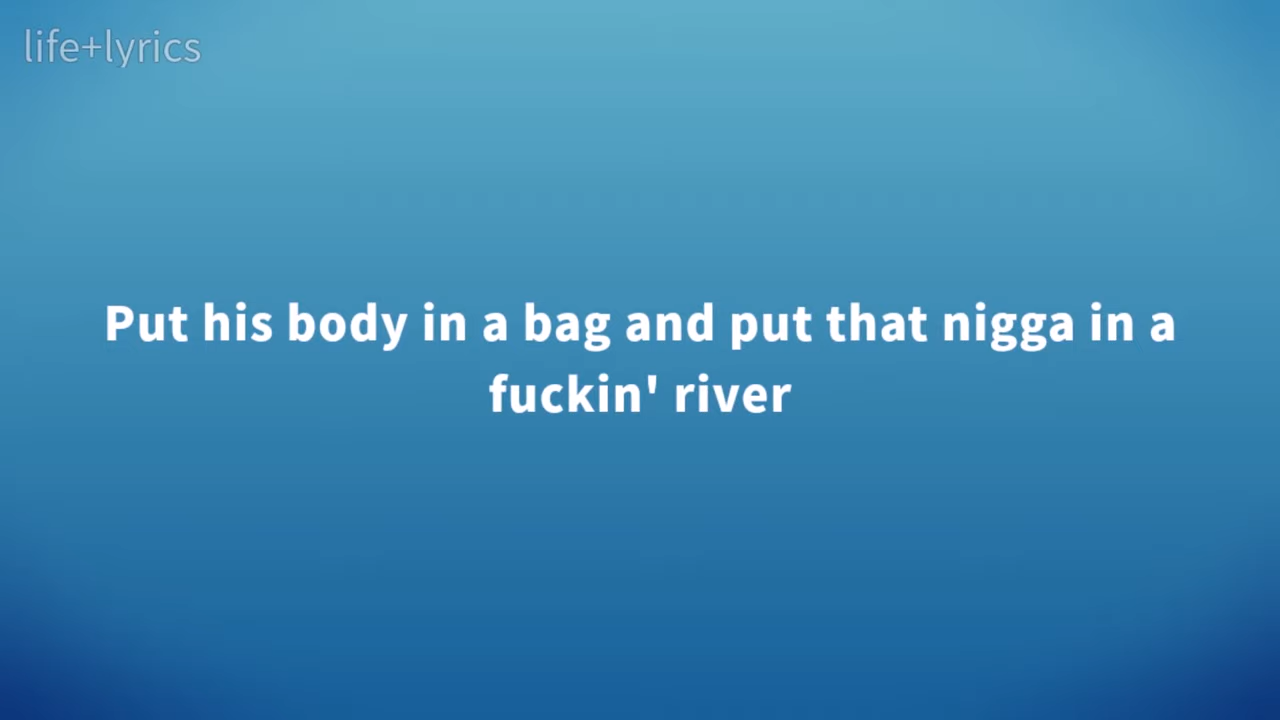 life+lyrics
Put his body in a bag and put that nigga in a
fuckin' river